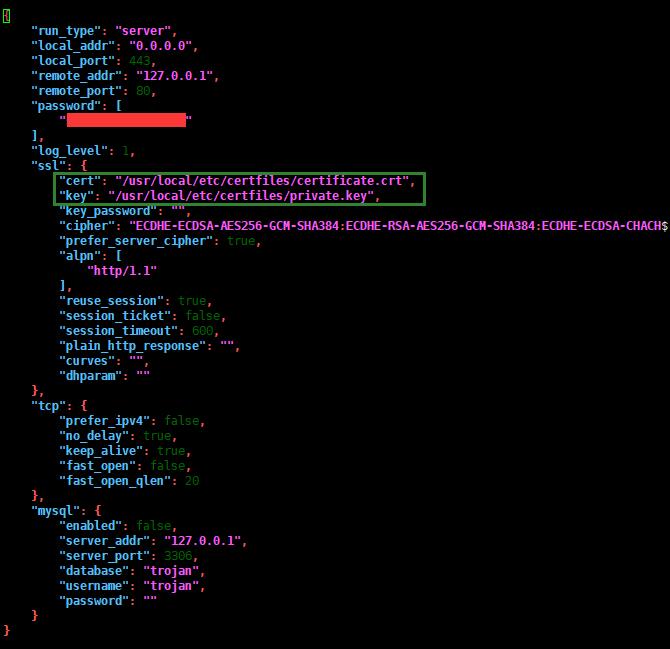 {
"run_type": "server",
"local_addr": "0.0.0.0",
"local_port": 443,
"remote_addr": "127.0.0.1",
"remote_port": 80,
"password": [
""
],
"log_level": 1,
"ssl": {
"cert": "/usr/local/etc/certfiles/certificate.crt",
"key": "/usr/local/etc/certfiles/private.key",
"key_password": "",
"cipher": "ECDHE-ECDSA-AES256-GCM-SHA384:ECDHE-RSA-AES256-GCM-SHA384:ECDHE-ECDSA-CHACH$
"prefer_server_cipher": true,
"alpn": [
"http/1.1"
],
"reuse_session": true,
"session_ticket": false,
"session_timeout": 600,
"plain_http_response": "",
"curves": "",
"dhparam": ""
},
"tcp": {
"prefer_ipv4": false,
"no_delay": true,
"keep_alive": true,
"fast_open": false,
"fast_open_qlen": 20
},
"mysql": {
"enabled": false,
"server_addr": "127.0.0.1",
"server_port": 3306,
"database": "trojan",
"username": "trojan",
"password": ""
}
}